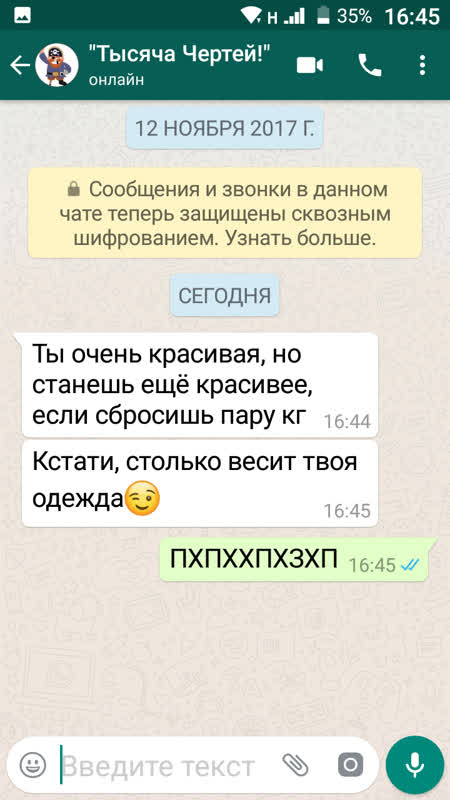 Н 35% 16:45
"Тысяча Чертей!"
онлайн
12 НОЯБРЯ 2017 Г.
Сообщения и звонки в данном
чате теперь защищены сквозным
шифрованием. Узнать больше.
СЕГОДНЯ
Ты очень красивая, но
станешь ещё красивее,
если сбросишь пару кг 16:44
Кстати, столько весит твоя
одежда😉
16:45
ПХПХХПХЗХП 16:45
Введите текст